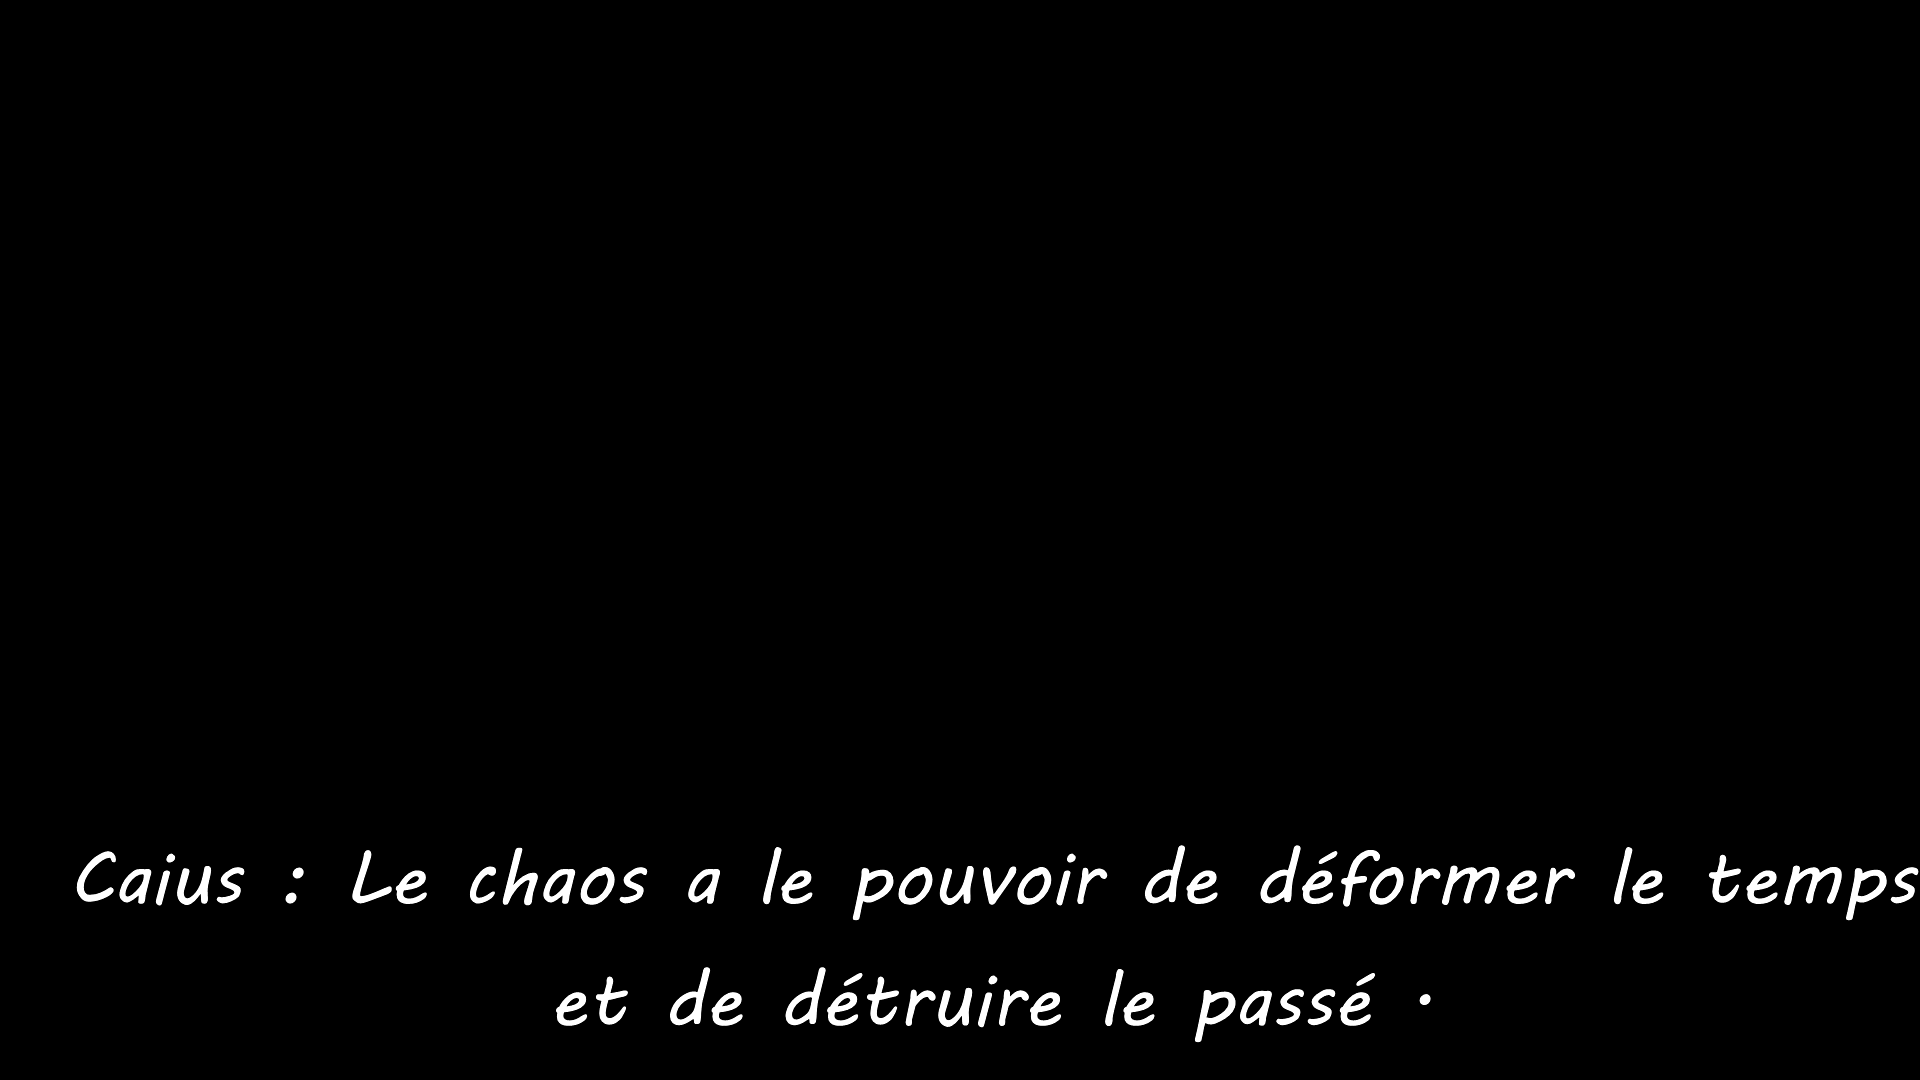 Caius : Le chaos a le pouvoir de déformer le temps
et de détruire le passé .